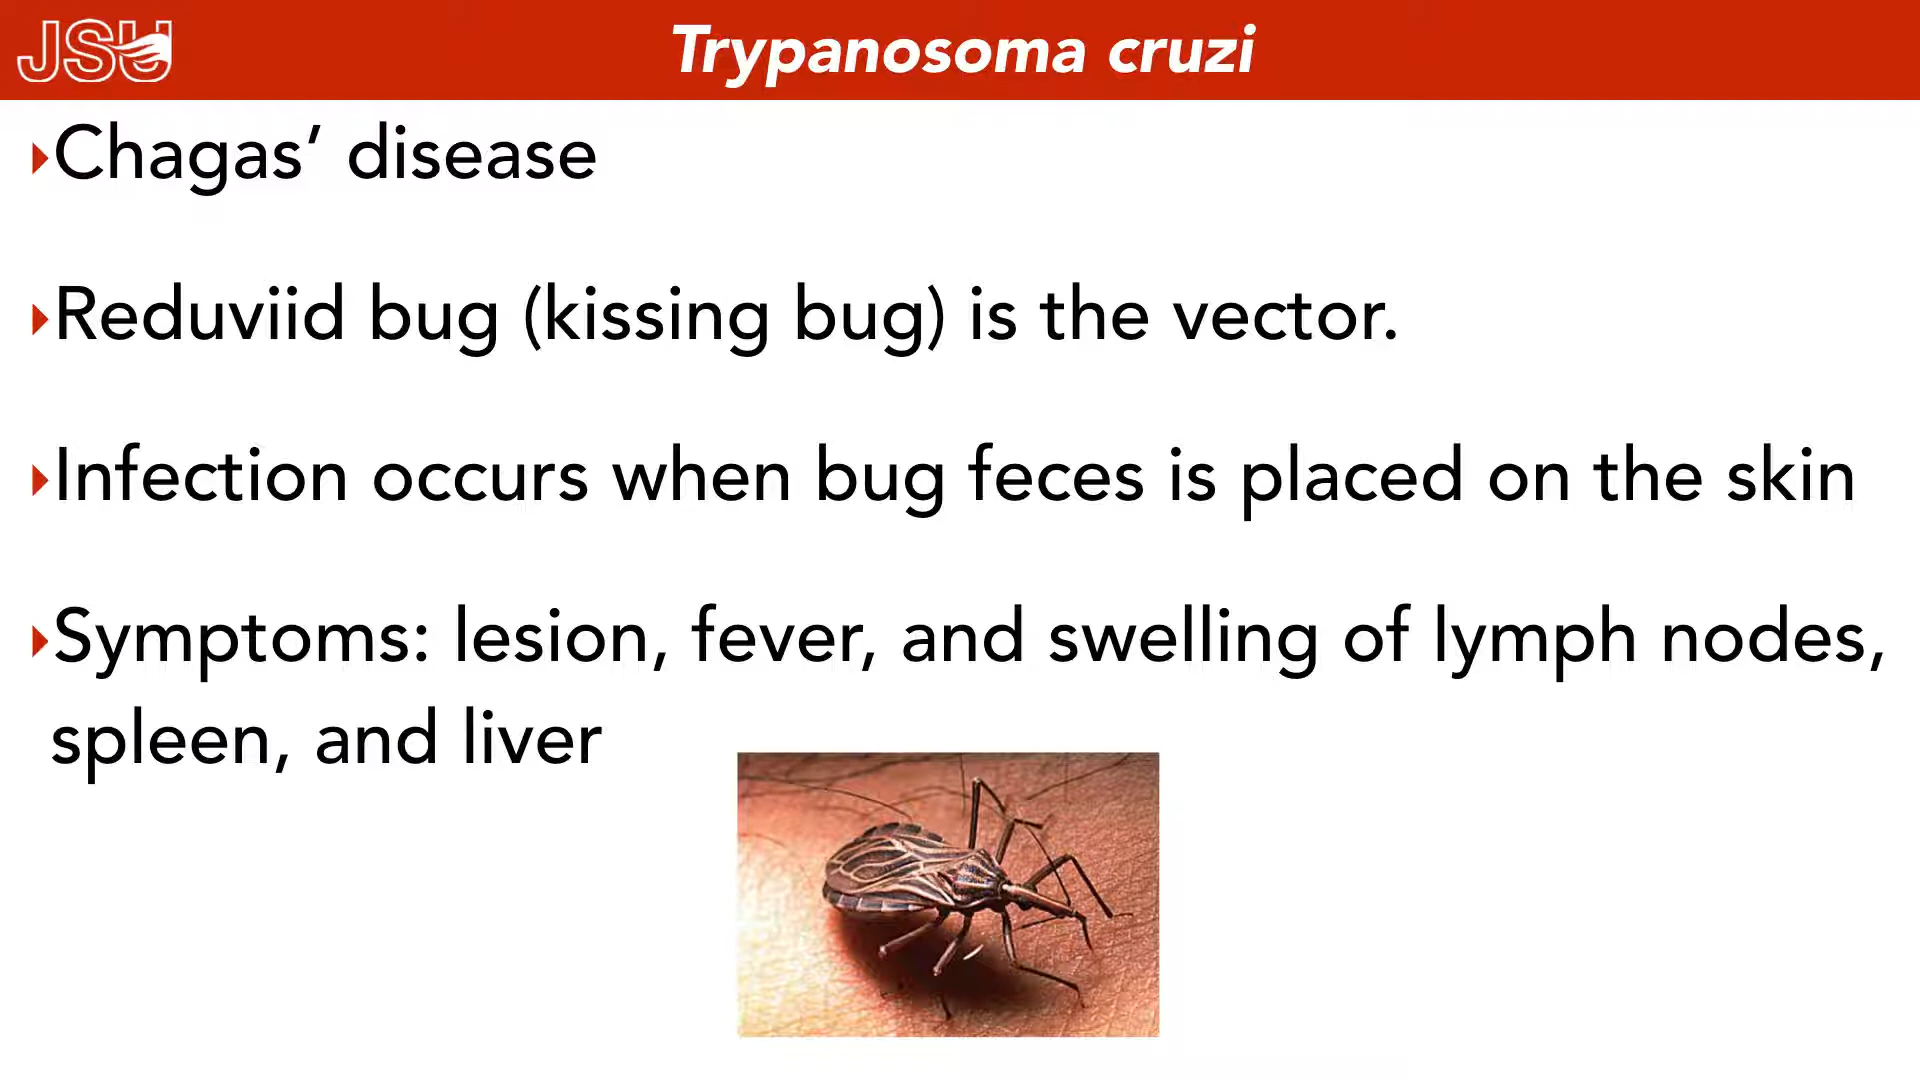 JSU
Trypanosoma cruzi
‣Chagas’ disease
‣Reduviid bug (kissing bug) is the vector.
‣Infection occurs when bug feces is placed on the skin
‣Symptoms: lesion, fever, and swelling of lymph nodes,
spleen, and liver